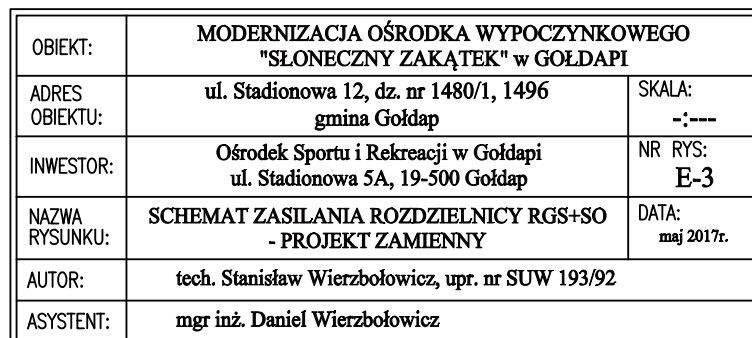 OBIEKT: MODERNIZACJA OŚRODKA WYPOCZYNKOWEGO
"SŁONECZNY ZAKĄTEK" w GOŁDAPI
ADRES OBIEKTU: ul. Stadionowa 12, dz. nr 1480/1, 1496
gmina Gołdap
SKALA:
-:---
INWESTOR: Ośrodek Sportu i Rekreacji w Gołdapi
ul. Stadionowa 5A, 19-500 Gołdap
NR RYS:
E-3
NAZWA RYSUNKU: SCHEMAT ZASILANIA ROZDZIELNICY RGS+SO
- PROJEKT ZAMIENNY
DATA:
maj 2017r.
AUTOR: tech. Stanisław Wierzbołowicz, upr. nr SUW 193/92
ASYSTENT: mgr inż. Daniel Wierzbołowicz